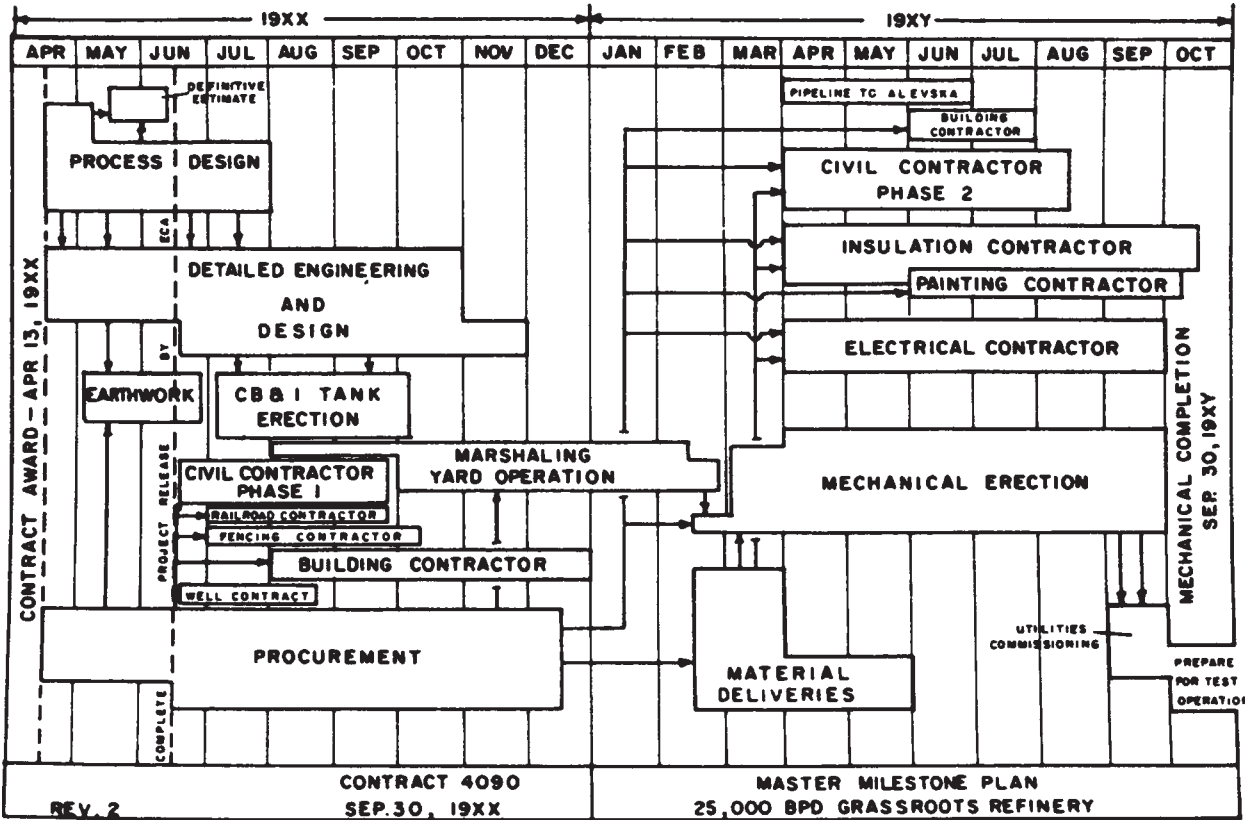 19XX 19XY
APR MAY JUN JUL AUG SEP OCT NOV DEC JAN FEB MAR APR MAY JUN JUL AUG SEP OCT
DEFINITIVE
ESTIMATE
PROCESS DESIGN
PIPELINE TO ALEVSKA
BUILDING
CONTRACTOR
CIVIL CONTRACTOR
PHASE 2
CONTRACT AWARD - APR 13, 19XX
COMPLETE PROJECT RELEASE BY ECA
DETAILED ENGINEERING
AND
DESIGN
INSULATION CONTRACTOR
PAINTING CONTRACTOR
ELECTRICAL CONTRACTOR
EARTHWORK
CB & I TANK
ERECTION
MARSHALING
YARD OPERATION
CIVIL CONTRACTOR
PHASE 1
RAILROAD CONTRACTOR
FENCING CONTRACTOR
BUILDING CONTRACTOR
WELL CONTRACT
MECHANICAL ERECTION
MECHANICAL COMPLETION
SEP. 30, 19XY
PROCUREMENT
MATERIAL
DELIVERIES
UTILITIES
COMMISSIONING
PREPARE
FOR TEST
OPERATION
CONTRACT 4090
REV. 2 SEP. 30, 19XX
MASTER MILESTONE PLAN
25,000 BPD GRASSROOTS REFINERY